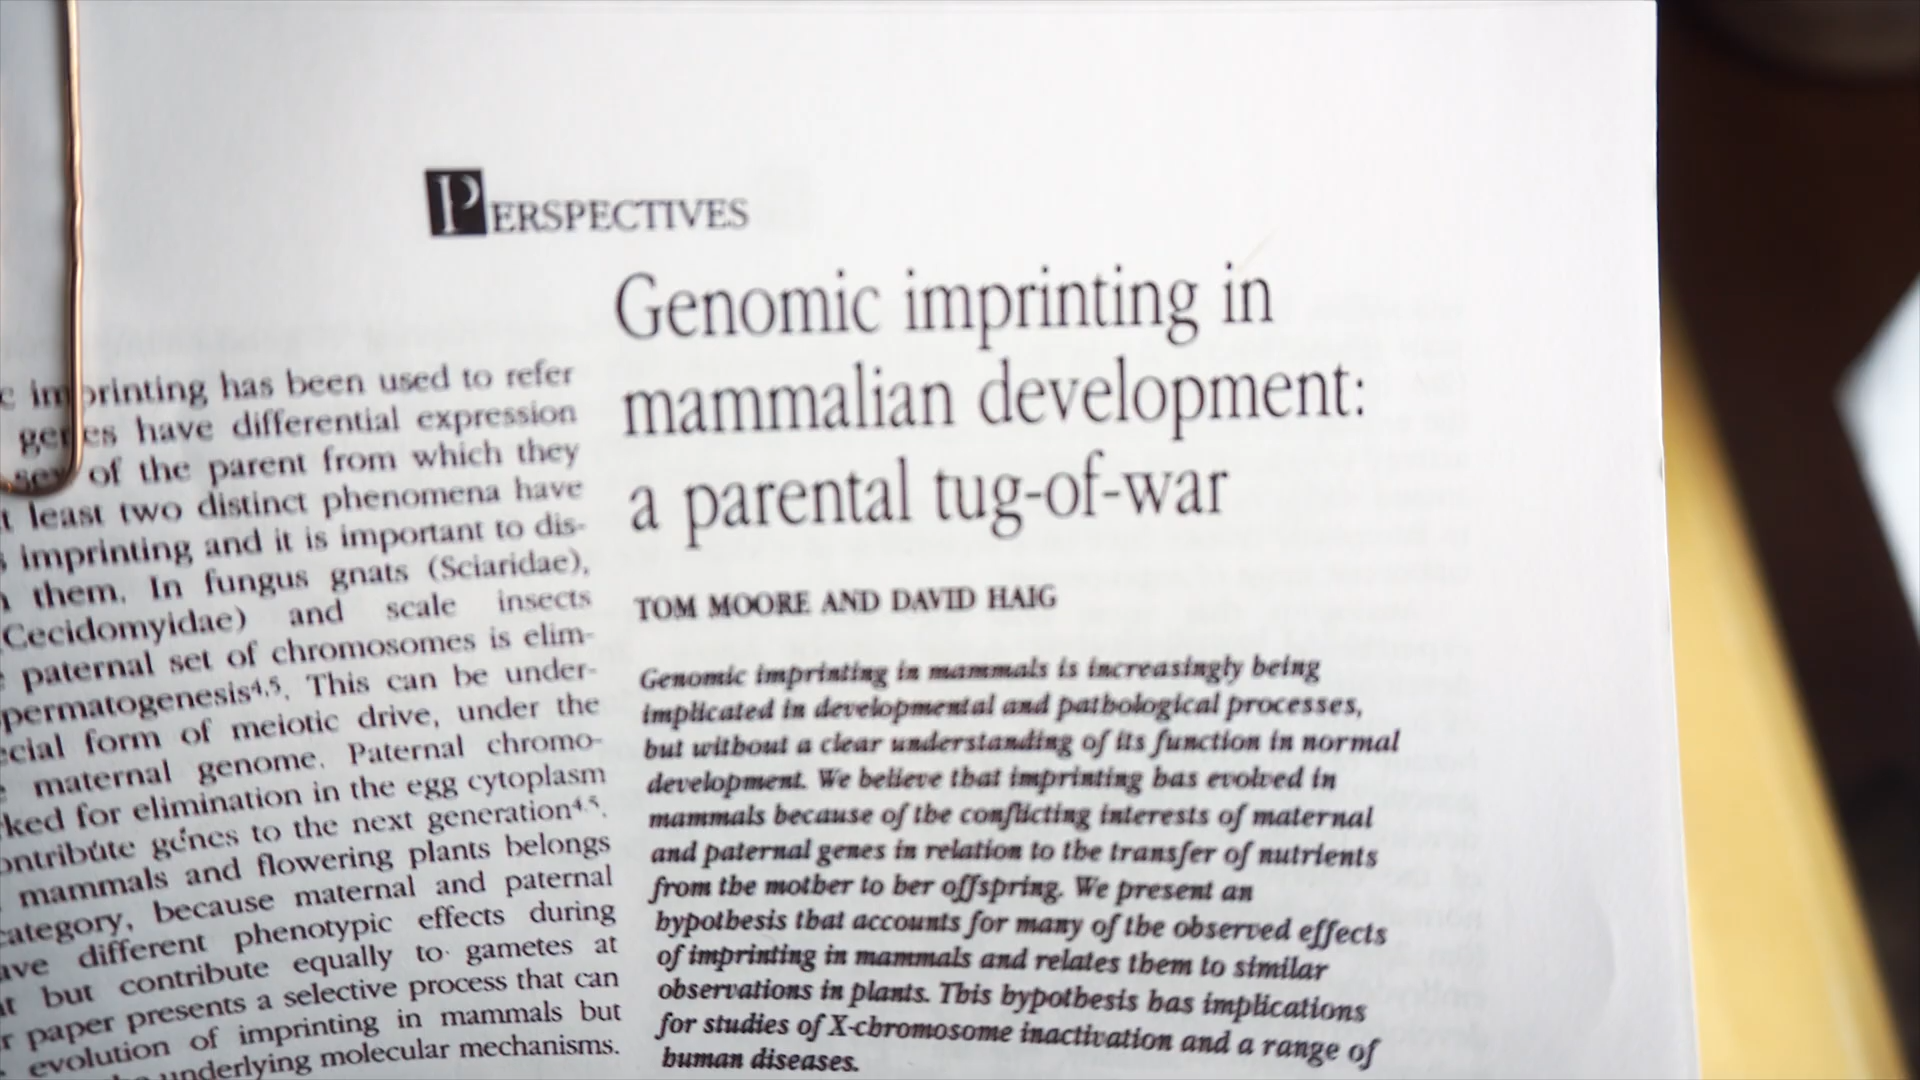 PERSPECTIVES
Genomic imprinting in
mammalian development:
a parental tug-of-war
TOM MOORE AND DAVID HAIG
Genomic imprinting in mammals is increasingly being
implicated in developmental and pathological processes,
but without a clear understanding of its function in normal
development. We believe that imprinting has evolved in
mammals because of the conflicting interests of maternal
and paternal genes in relation to the transfer of nutrients
from the mother to her offspring. We present an
hypothesis that accounts for many of the observed effects
of imprinting in mammals and relates them to similar
observations in plants. This hypothesis has implications
for studies of X-chromosome inactivation and a range of
human diseases.
c imprinting has been used to refer
genes have differential expression
sex of the parent from which they
t least two distinct phenomena have
s imprinting and it is important to dis-
them. In fungus gnats (Sciaridae),
Cecidomyidae) and scale insects
paternal set of chromosomes is elim-
permatogenesis4,5. This can be under-
ecial form of meiotic drive, under the
maternal genome. Paternal chromo-
ked for elimination in the egg cytoplasm
ontribute genes to the next generation4,5.
mammals and flowering plants belongs
category, because maternal and paternal
ave different phenotypic effects during
t but contribute equally to gametes at
r paper presents a selective process that can
evolution of imprinting in mammals but
underlying molecular mechanisms.